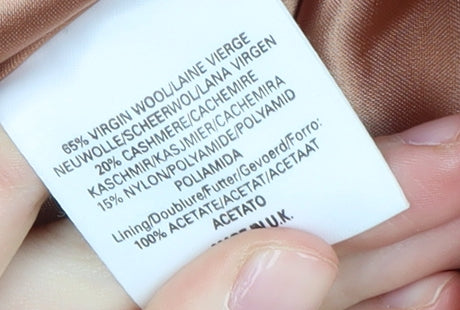 65% VIRGIN WOOL/LAINE VIERGE
NEUWOLLE/SCHEERWOL/LANA VIRGEN
20% CASHMERE/CACHEMIRE
KASCHMIR/KASJMIER/CACHEMIRA
15% NYLON/POLYAMIDE/POLYAMID
POLIAMIDA
Lining/Doublure/Futter/Gevoerd/Forro:
100% ACETATE/ACETAT/ACETAAT
ACETATO
IN U.K.